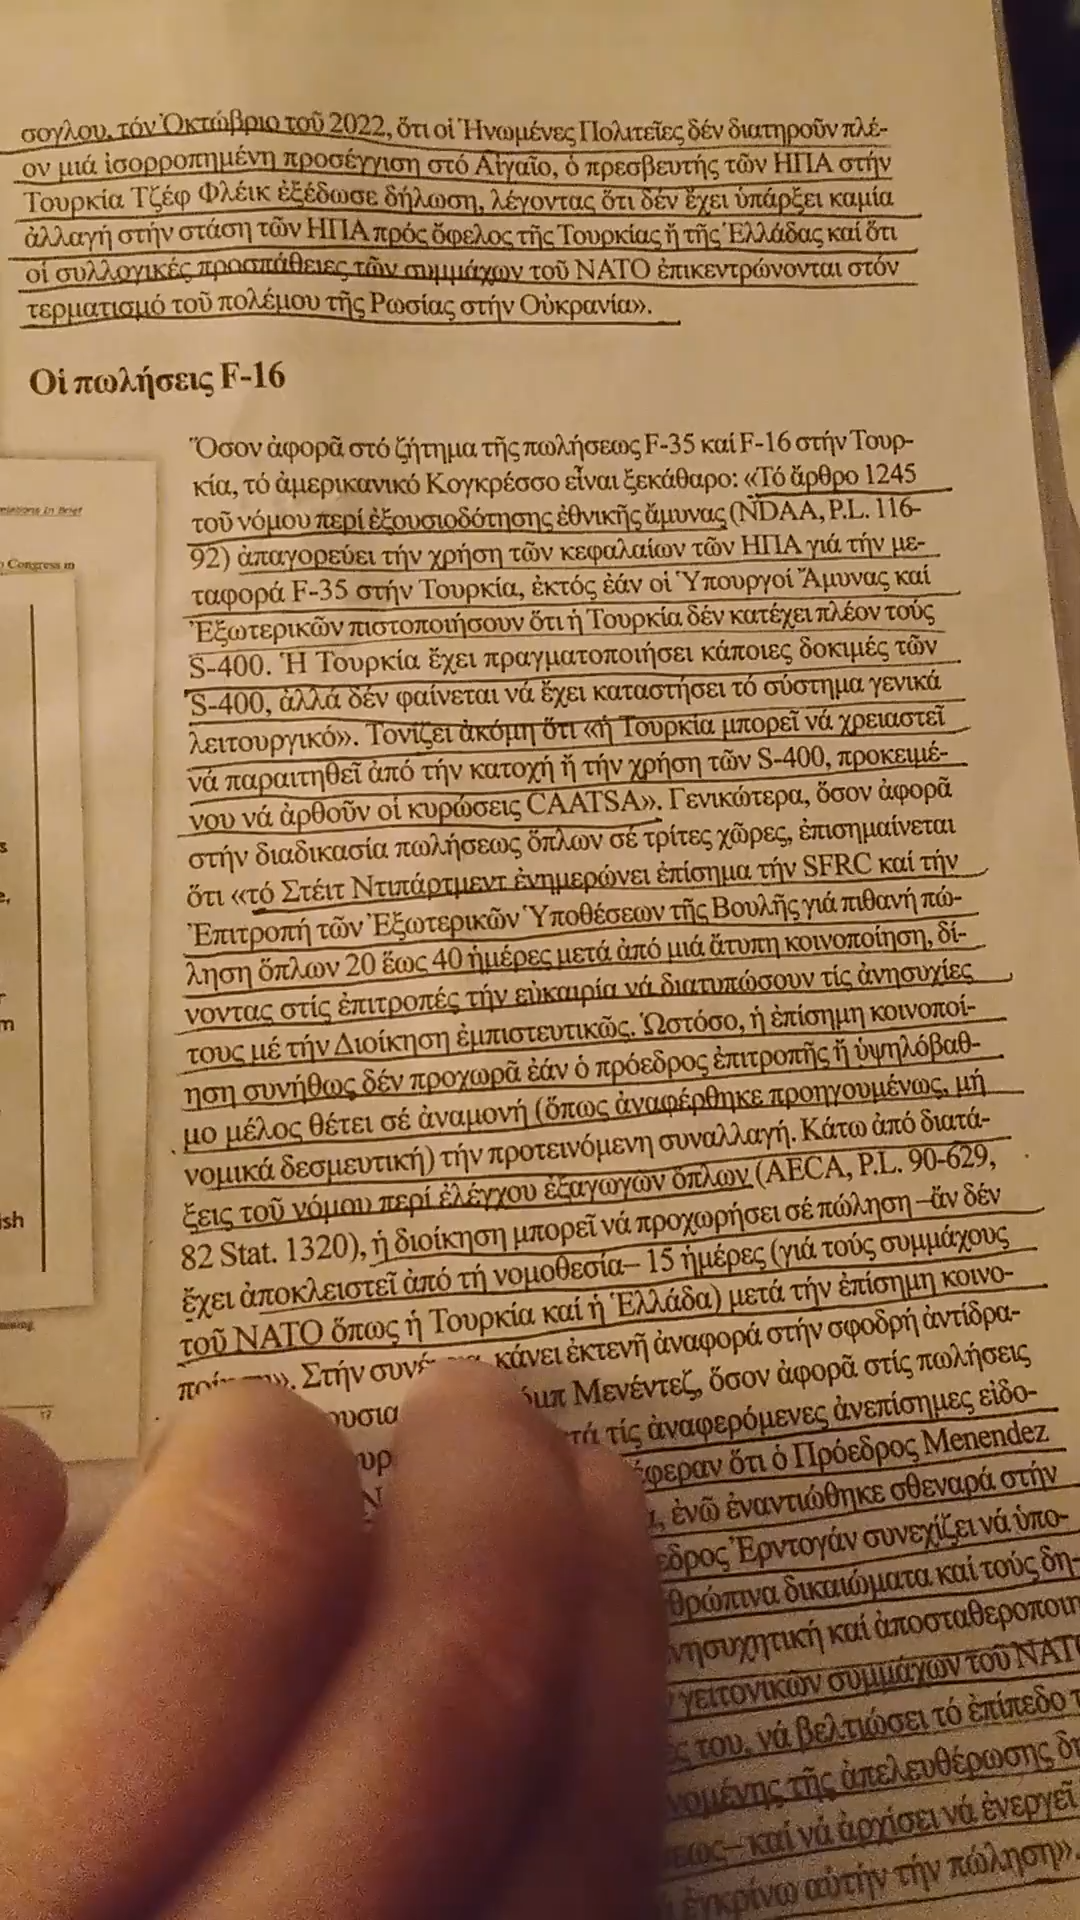 σογλου, τόν Ὀκτώβριο τοῦ 2022, ὅτι οἱ Ἡνωμένες Πολιτεῖες δέν διατηροῦν πλέ-
ον μιά ἰσορροπημένη προσέγγιση στό Αἰγαῖο, ὁ πρεσβευτής τῶν ΗΠΑ στήν
Τουρκία Τζέφ Φλέικ ἐξέδωσε δήλωση, λέγοντας ὅτι δέν ἔχει ὑπάρξει καμία
ἀλλαγή στήν στάση τῶν ΗΠΑ πρός ὄφελος τῆς Τουρκίας ἤ τῆς Ἑλλάδας καί ὅτι
οἱ συλλογικές προσπάθειες τῶν συμμάχων τοῦ ΝΑΤΟ ἐπικεντρώνονται στόν
τερματισμό τοῦ πολέμου τῆς Ρωσίας στήν Οὐκρανία».
Οἱ πωλήσεις F-16
Ὅσον ἀφορᾶ στό ζήτημα τῆς πωλήσεως F-35 καί F-16 στήν Τουρ-
κία, τό ἀμερικανικό Κογκρέσσο εἶναι ξεκάθαρο: «Τό ἄρθρο 1245
τοῦ νόμου περί ἐξουσιοδότησης ἐθνικῆς ἄμυνας (NDAA, P.L. 116-
92) ἀπαγορεύει τήν χρήση τῶν κεφαλαίων τῶν ΗΠΑ γιά τήν με-
ταφορά F-35 στήν Τουρκία, ἐκτός ἐάν οἱ Ὑπουργοί Ἄμυνας καί
Ἐξωτερικῶν πιστοποιήσουν ὅτι ἡ Τουρκία δέν κατέχει πλέον τούς
S-400. Ἡ Τουρκία ἔχει πραγματοποιήσει κάποιες δοκιμές τῶν
S-400, ἀλλά δέν φαίνεται νά ἔχει καταστήσει τό σύστημα γενικά
λειτουργικό». Τονίζει ἀκόμη ὅτι «ἡ Τουρκία μπορεῖ νά χρειαστεῖ
νά παραιτηθεῖ ἀπό τήν κατοχή ἤ τήν χρήση τῶν S-400, προκειμέ-
νου νά ἀρθοῦν οἱ κυρώσεις CAATSA». Γενικώτερα, ὅσον ἀφορᾶ
στήν διαδικασία πωλήσεως ὅπλων σέ τρίτες χῶρες, ἐπισημαίνεται
ὅτι «τό Στέιτ Ντιπάρτμεντ ἐνημερώνει ἐπίσημα τήν SFRC καί τήν
Ἐπιτροπή τῶν Ἐξωτερικῶν Ὑποθέσεων τῆς Βουλῆς γιά πιθανή πώ-
ληση ὅπλων 20 ἕως 40 ἡμέρες μετά ἀπό μιά ἄτυπη κοινοποίηση, δί-
νοντας στίς ἐπιτροπές τήν εὐκαιρία νά διατυπώσουν τίς ἀνησυχίες
τους μέ τήν Διοίκηση ἐμπιστευτικῶς. Ὡστόσο, ἡ ἐπίσημη κοινοποί-
ηση συνήθως δέν προχωρᾶ ἐάν ὁ πρόεδρος ἐπιτροπῆς ἤ ὑψηλόβαθ-
μο μέλος θέτει σέ ἀναμονή (ὅπως ἀναφέρθηκε προηγουμένως, μή
νομικά δεσμευτική) τήν προτεινόμενη συναλλαγή. Κάτω ἀπό διατά-
ξεις τοῦ νόμου περί ἐλέγχου ἐξαγωγῶν ὅπλων (AECA, P.L. 90-629,
82 Stat. 1320), ἡ διοίκηση μπορεῖ νά προχωρήσει σέ πώληση –ἄν δέν
ἔχει ἀποκλειστεῖ ἀπό τή νομοθεσία– 15 ἡμέρες (γιά τούς συμμάχους
τοῦ ΝΑΤΟ ὅπως ἡ Τουρκία καί ἡ Ἑλλάδα) μετά τήν ἐπίσημη κοινο-
Στήν κάνει ἐκτενῆ ἀναφορά στήν σφοδρή ἀντίδρα-
Μενέντεζ, ὅσον ἀφορᾶ στίς πωλήσεις
τίς ἀναφερόμενες ἀνεπίσημες εἰδο-
ὅτι ὁ Πρόεδρος Menendez
ἐνῶ ἐναντιώθηκε σθεναρά στήν
Ἐρντογάν συνεχίζει νά ὑπο-
δικαιώματα καί τούς δη-
καί ἀποσταθεροποιη
γειτονικῶν συμμάχων τοῦ ΝΑΤΟ
του, νά βελτιώσει τό ἐπίπεδο
τῆς ἀπελευθέρωσης
καί νά ἀρχίσει νά ἐνεργεῖ
ἐγκρίνω αὐτήν τήν πώληση».